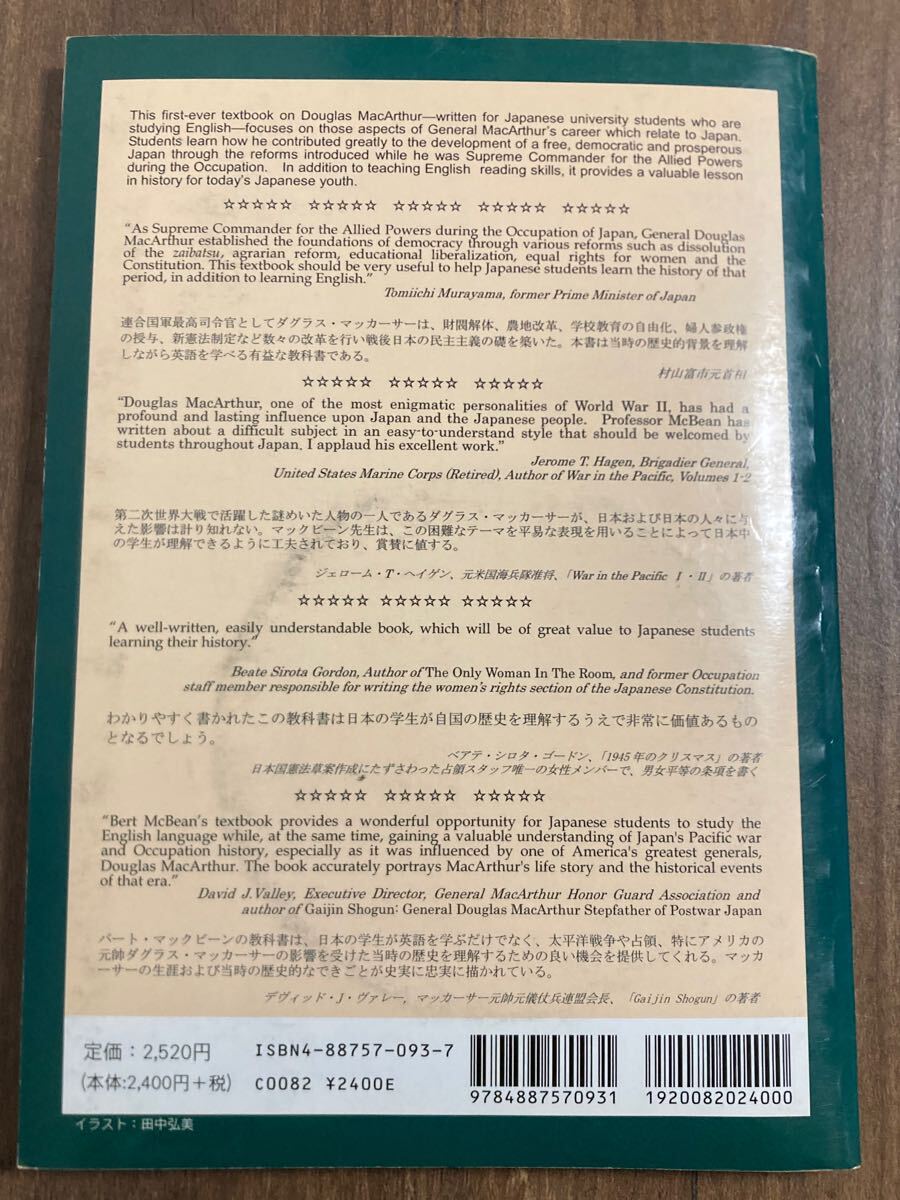 This first-ever textbook on Douglas MacArthur—written for Japanese university students who are
studying English—focuses on those aspects of General MacArthur's career which relate to Japan.
Students learn how he contributed greatly to the development of a free, democratic and prosperous
Japan through the reforms introduced while he was Supreme Commander for the Allied Powers
during the Occupation. In addition to teaching English reading skills, it provides a valuable lesson
in history for today's Japanese youth.
☆☆☆☆☆ ☆☆☆☆☆ ☆☆☆☆☆ ☆☆☆☆☆ ☆☆☆☆☆
"As Supreme Commander for the Allied Powers during the Occupation of Japan, General Douglas
MacArthur established the foundations of democracy through various reforms such as dissolution
of the zaibatsu, agrarian reform, educational liberalization, equal rights for women and the
Constitution. This textbook should be very useful to help Japanese students learn the history of that
period, in addition to learning English."
Tomiichi Murayama, former Prime Minister of Japan
連合国軍最高司令官としてダグラス・マッカーサーは、財閥解体、農地改革、学校教育の自由化、婦人参政権
の授与、新憲法制定など数々の改革を行い戦後日本の民主主義の礎を築いた。本書は当時の歴史的背景を理解
しながら英語を学べる有益な教科書である。
村山富市元首相
☆☆☆☆☆ ☆☆☆☆☆ ☆☆☆☆☆
"Douglas MacArthur, one of the most enigmatic personalities of World War II, has had a
profound and lasting influence upon Japan and the Japanese people. Professor McBean has
written about a difficult subject in an easy-to-understand style that should be welcomed by
students throughout Japan. I applaud his excellent work."
Jerome T. Hagen, Brigadier General,
United States Marine Corps (Retired), Author of War in the Pacific, Volumes 1-2
第二次世界大戦で活躍した謎めいた人物の一人であるダグラス・マッカーサーが、日本および日本の人々に与
えた影響は計り知れない。マックビーン先生は、この困難なテーマを平易な表現を用いることによって日本中
の学生が理解できるように工夫されており、賞賛に値する。
ジェローム・T・ヘイゲン、元米国海兵隊准将、「War in the Pacific Ⅰ・Ⅱ」の著者
☆☆☆☆☆ ☆☆☆☆☆ ☆☆☆☆☆
"A well-written, easily understandable book, which will be of great value to Japanese students
learning their history."
Beate Sirota Gordon, Author of The Only Woman In The Room, and former Occupation
staff member responsible for writing the women's rights section of the Japanese Constitution.
わかりやすく書かれたこの教科書は日本の学生が自国の歴史を理解するうえで非常に価値あるもの
となるでしょう。
ベアテ・シロタ・ゴードン、「1945年のクリスマス」の著者
日本国憲法草案作成にたずさわった占領スタッフ唯一の女性メンバーで、男女平等の条項を書く
☆☆☆☆☆ ☆☆☆☆☆ ☆☆☆☆☆
"Bert McBean's textbook provides a wonderful opportunity for Japanese students to study the
English language while, at the same time, gaining a valuable understanding of Japan's Pacific war
and Occupation history, especially as it was influenced by one of America's greatest generals,
Douglas MacArthur. The book accurately portrays MacArthur's life story and the historical events
of that era."
David J. Valley, Executive Director, General MacArthur Honor Guard Association and
author of Gaijin Shogun: General Douglas MacArthur Stepfather of Postwar Japan
バート・マックビーンの教科書は、日本の学生が英語を学ぶだけでなく、太平洋戦争や占領、特にアメリカの
元帥ダグラス・マッカーサーの影響を受けた当時の歴史を理解するための良い機会を提供してくれる。マッカ
ーサーの生涯および当時の歴史的なできごとが史実に忠実に描かれている。
デヴィッド・J・ヴァレー, マッカーサー元帥元儀仗兵連盟会長、「Gaijin Shogun」の著者
定価：2,520円
(本体:2,400円+税)
ISBN4-88757-093-7
C0082 ¥2400E
9784887570931
1920082024000
イラスト：田中弘美